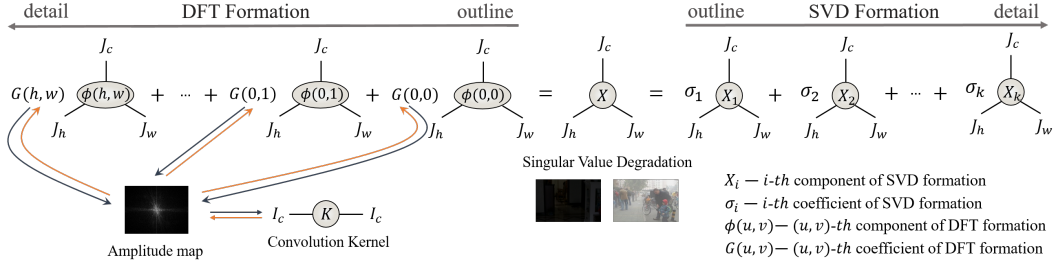 detail DFT Formation outline outline SVD Formation detail
J_c J_c J_c J_c J_c J_c J_c
G(h,w) ϕ(h,w) + ··· + G(0,1) ϕ(0,1) + G(0,0) ϕ(0,0) = X = σ_1 X_1 + σ_2 X_2 + ··· + σ_k X_k
J_h J_w J_h J_w J_h J_w J_h J_w J_h J_w J_h J_w J_h J_w
Singular Value Degradation
X_i — i-th component of SVD formation
σ_i — i-th coefficient of SVD formation
ϕ(u,v) — (u,v)-th component of DFT formation
G(u,v) — (u,v)-th coefficient of DFT formation
I_c K I_c
Amplitude map
Convolution Kernel